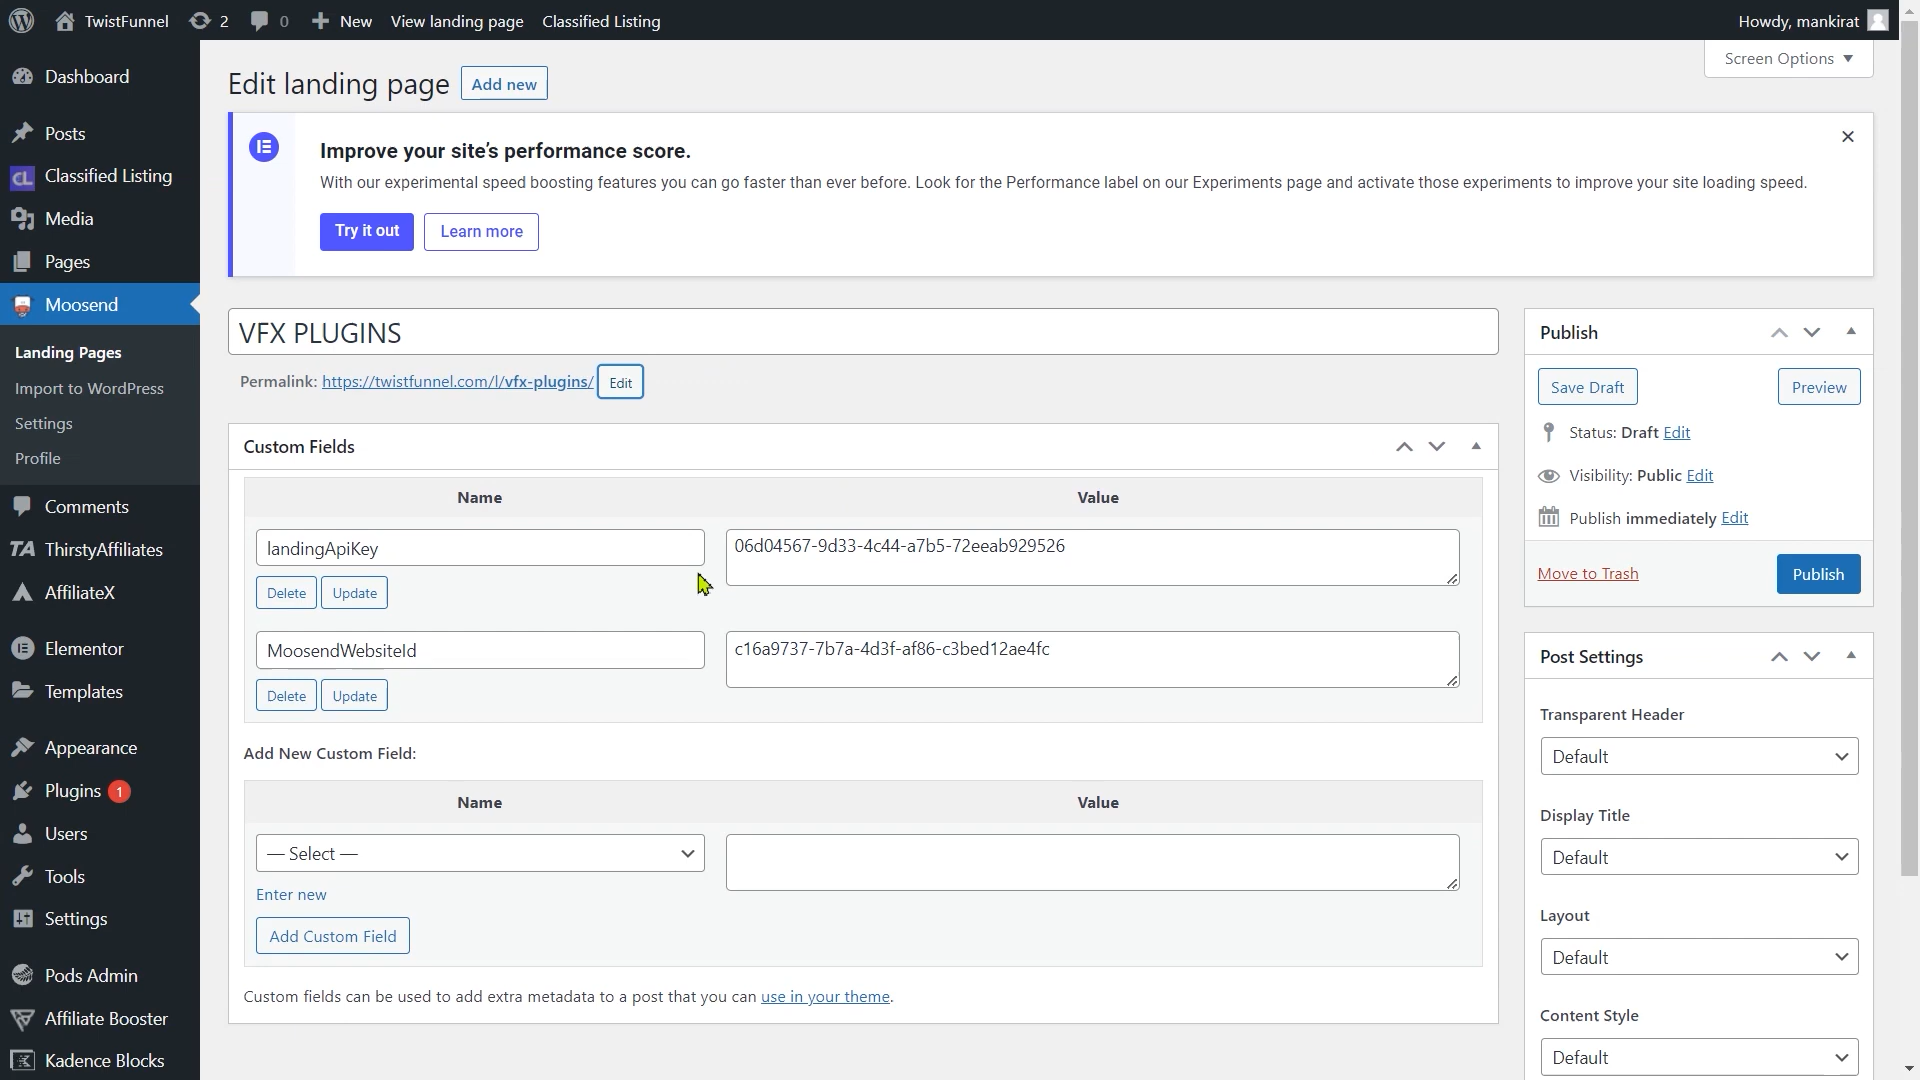 TwistFunnel 2 0 New View landing page Classified Listing Howdy, mankirat
Screen Options
Dashboard
Posts
CL Classified Listing
Media
Pages
Moosend
Landing Pages
Import to WordPress
Settings
Profile
Comments
TA ThirstyAffiliates
AffiliateX
Elementor
Templates
Appearance
Plugins 1
Users
Tools
Settings
Pods Admin
Affiliate Booster
Kadence Blocks
Edit landing page Add new
Improve your site's performance score.
With our experimental speed boosting features you can go faster than ever before. Look for the Performance label on our Experiments page and activate those experiments to improve your site loading speed.
Try it out Learn more
VFX PLUGINS
Permalink: https://twistfunnel.com/l/vfx-plugins/ Edit
Custom Fields
Name Value
landingApiKey 06d04567-9d33-4c44-a7b5-72eeab929526
Delete Update
MoosendWebsiteId c16a9737-7b7a-4d3f-af86-c3bed12ae4fc
Delete Update
Add New Custom Field:
Name Value
— Select —
Enter new
Add Custom Field
Custom fields can be used to add extra metadata to a post that you can use in your theme.
Publish
Save Draft Preview
Status: Draft Edit
Visibility: Public Edit
Publish immediately Edit
Move to Trash Publish
Post Settings
Transparent Header
Default
Display Title
Default
Layout
Default
Content Style
Default